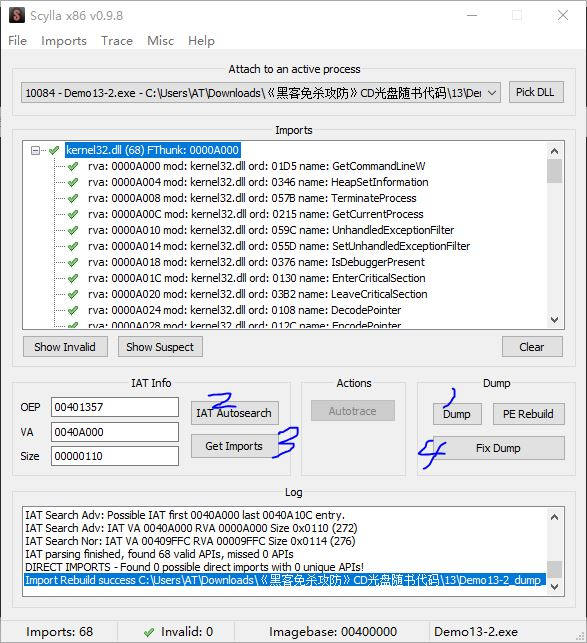 Scylla x86 v0.9.8
File Imports Trace Misc Help
Attach to an active process
10084 - Demo13-2.exe - C:\Users\AT\Downloads\《黑客免杀攻防》CD光盘随书代码\13\Der
Pick DLL
Imports
kernel32.dll (68) FThunk: 0000A000
rva: 0000A000 mod: kernel32.dll ord: 01D5 name: GetCommandLineW
rva: 0000A004 mod: kernel32.dll ord: 0346 name: HeapSetInformation
rva: 0000A008 mod: kernel32.dll ord: 057B name: TerminateProcess
rva: 0000A00C mod: kernel32.dll ord: 0215 name: GetCurrentProcess
rva: 0000A010 mod: kernel32.dll ord: 059C name: UnhandledExceptionFilter
rva: 0000A014 mod: kernel32.dll ord: 055D name: SetUnhandledExceptionFilter
rva: 0000A018 mod: kernel32.dll ord: 0376 name: IsDebuggerPresent
rva: 0000A01C mod: kernel32.dll ord: 0130 name: EnterCriticalSection
rva: 0000A020 mod: kernel32.dll ord: 03B2 name: LeaveCriticalSection
rva: 0000A024 mod: kernel32.dll ord: 0108 name: DecodePointer
rva: 0000A028 mod: kernel32.dll ord: 012C name: EncodePointer
Show Invalid Show Suspect Clear
IAT Info Actions Dump
OEP 00401357
VA 0040A000
Size 00000110
2
IAT Autosearch
Get Imports 3
Autotrace
1
Dump PE Rebuild
4 Fix Dump
Log
IAT Search Adv: Possible IAT first 0040A000 last 0040A10C entry.
IAT Search Adv: IAT VA 0040A000 RVA 0000A000 Size 0x0110 (272)
IAT Search Nor: IAT VA 00409FFC RVA 00009FFC Size 0x0114 (276)
IAT parsing finished, found 68 valid APIs, missed 0 APIs
DIRECT IMPORTS - Found 0 possible direct imports with 0 unique APIs!
Import Rebuild success C:\Users\AT\Downloads\《黑客免杀攻防》CD光盘随书代码\13\Demo13-2_dump_
Imports: 68 Invalid: 0 Imagebase: 00400000 Demo13-2.exe